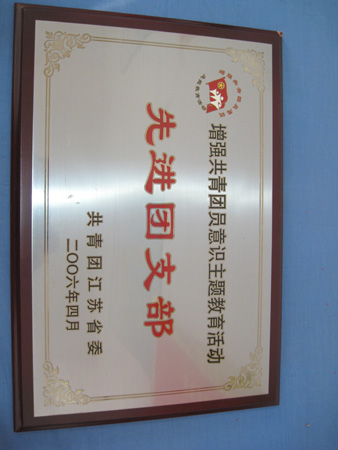 增强共青团员意识主题教育活动
先进团支部
共青团江苏省委
二〇〇六年四月